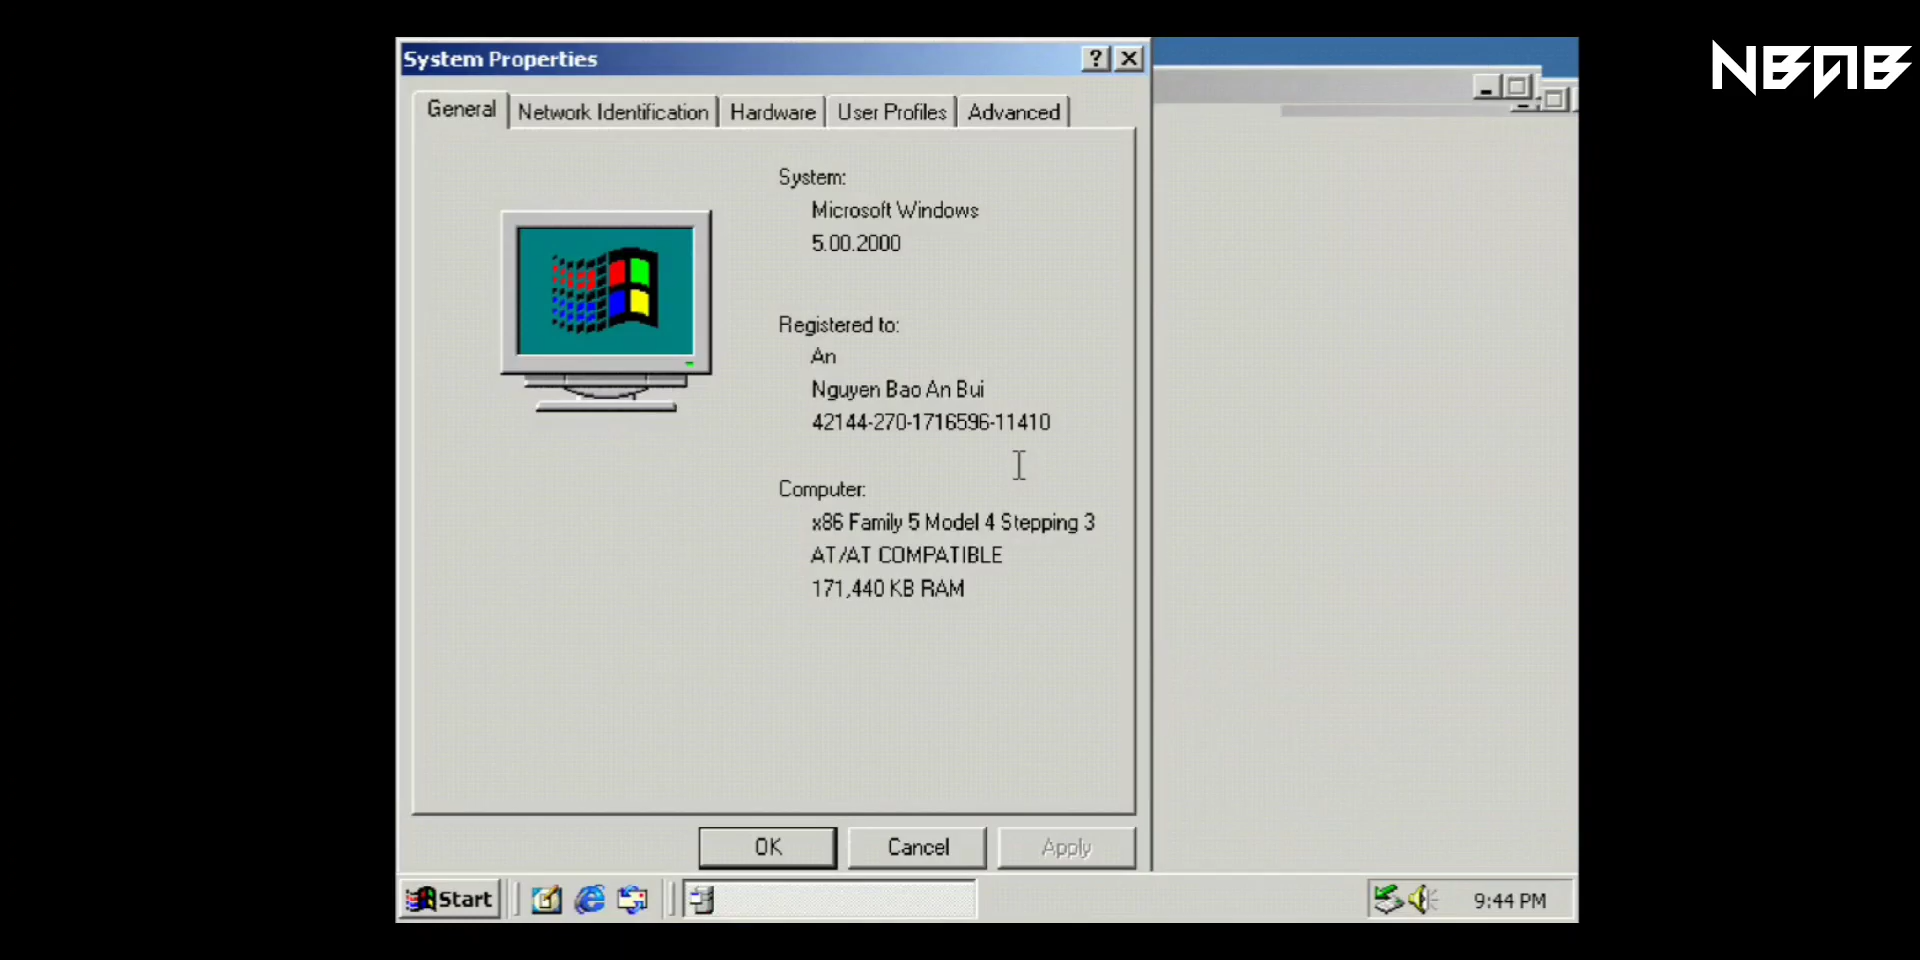 System Properties
NBAB
General
Network Identification
Hardware
User Profiles
Advanced
System:
Microsoft Windows
5.00.2000
Registered to:
An
Nguyen Bao An Bui
42144-270-1716596-11410
Computer:
x86 Family 5 Model 4 Stepping 3
AT/AT COMPATIBLE
171,440 KB RAM
OK
Cancel
Apply
Start
9:44 PM